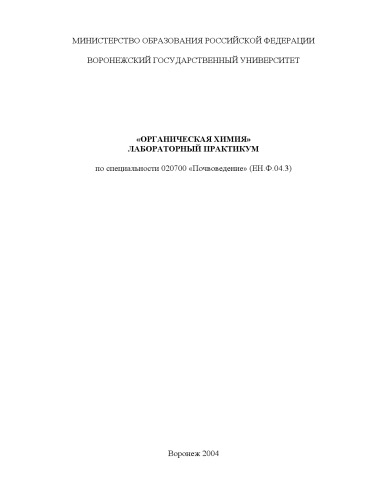 МИНИСТЕРСТВО ОБРАЗОВАНИЯ РОССИЙСКОЙ ФЕДЕРАЦИИ
ВОРОНЕЖСКИЙ ГОСУДАРСТВЕННЫЙ УНИВЕРСИТЕТ
«ОРГАНИЧЕСКАЯ ХИМИЯ»
ЛАБОРАТОРНЫЙ ПРАКТИКУМ
по специальности 020700 «Почвоведение» (ЕН.Ф.04.3)
Воронеж 2004